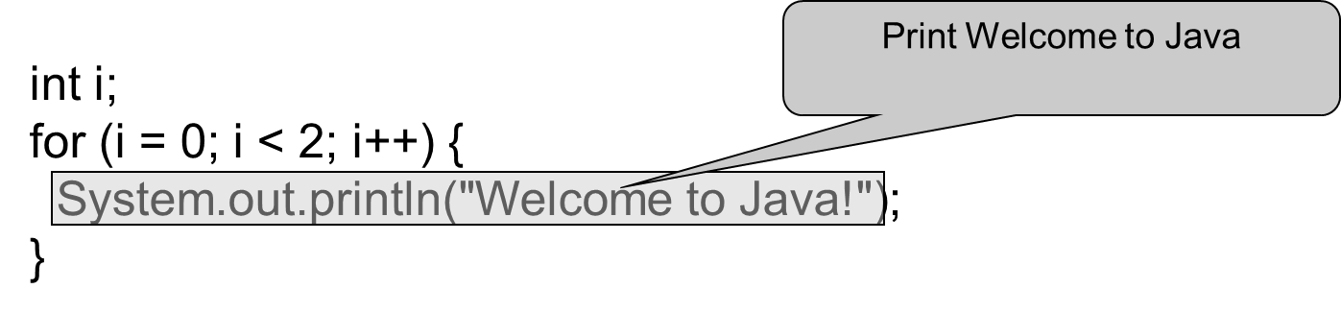 Print Welcome to Java
int i;
for (i = 0; i < 2; i++) {
System.out.println("Welcome to Java!");
}